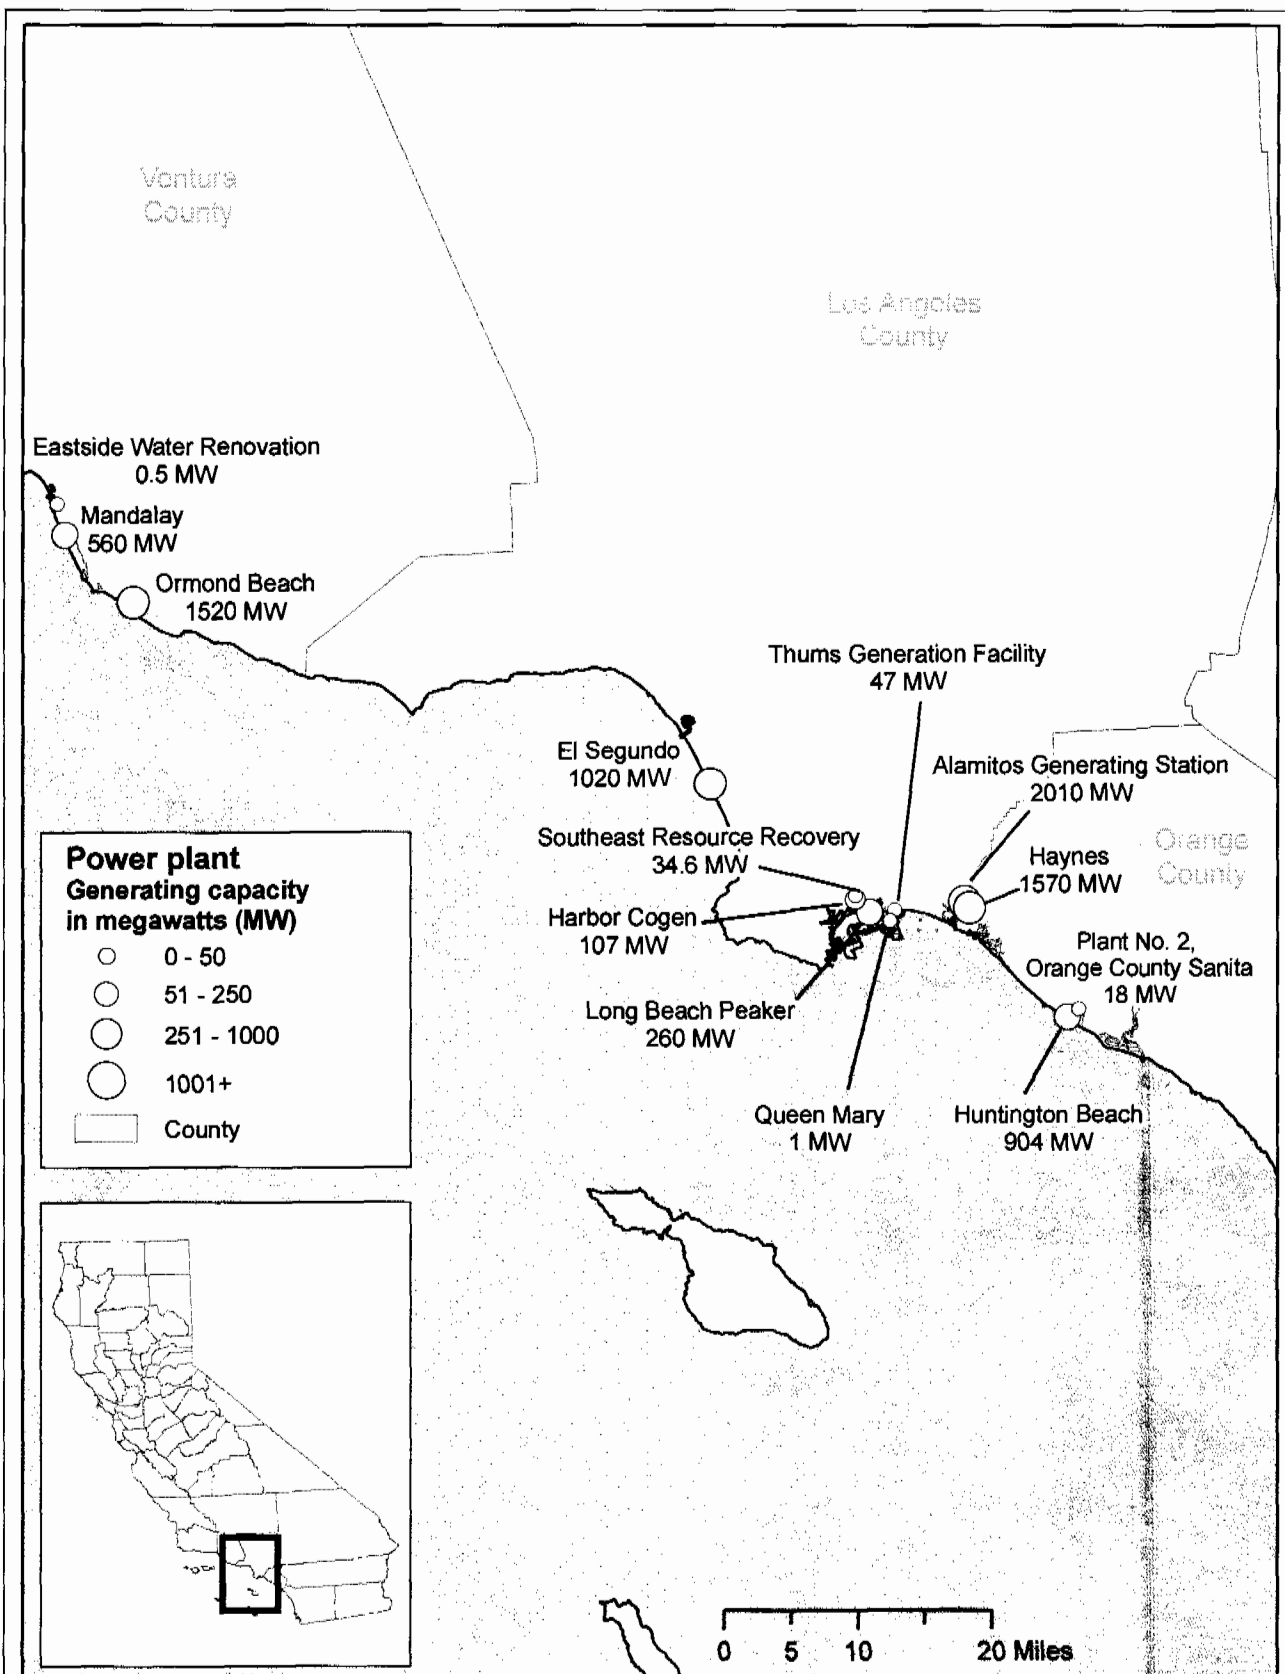 Ventura
County
Los Angeles
County
Eastside Water Renovation
0.5 MW
Mandalay
560 MW
Ormond Beach
1520 MW
Thums Generation Facility
47 MW
El Segundo
1020 MW
Alamitos Generating Station
2010 MW
Southeast Resource Recovery
34.6 MW
Haynes
1570 MW
Orange
County
Harbor Cogen
107 MW
Plant No. 2,
Orange County Sanita
18 MW
Long Beach Peaker
260 MW
Queen Mary
1 MW
Huntington Beach
904 MW
Power plant
Generating capacity
in megawatts (MW)
0 - 50
51 - 250
251 - 1000
1001+
County
0 5 10 20 Miles